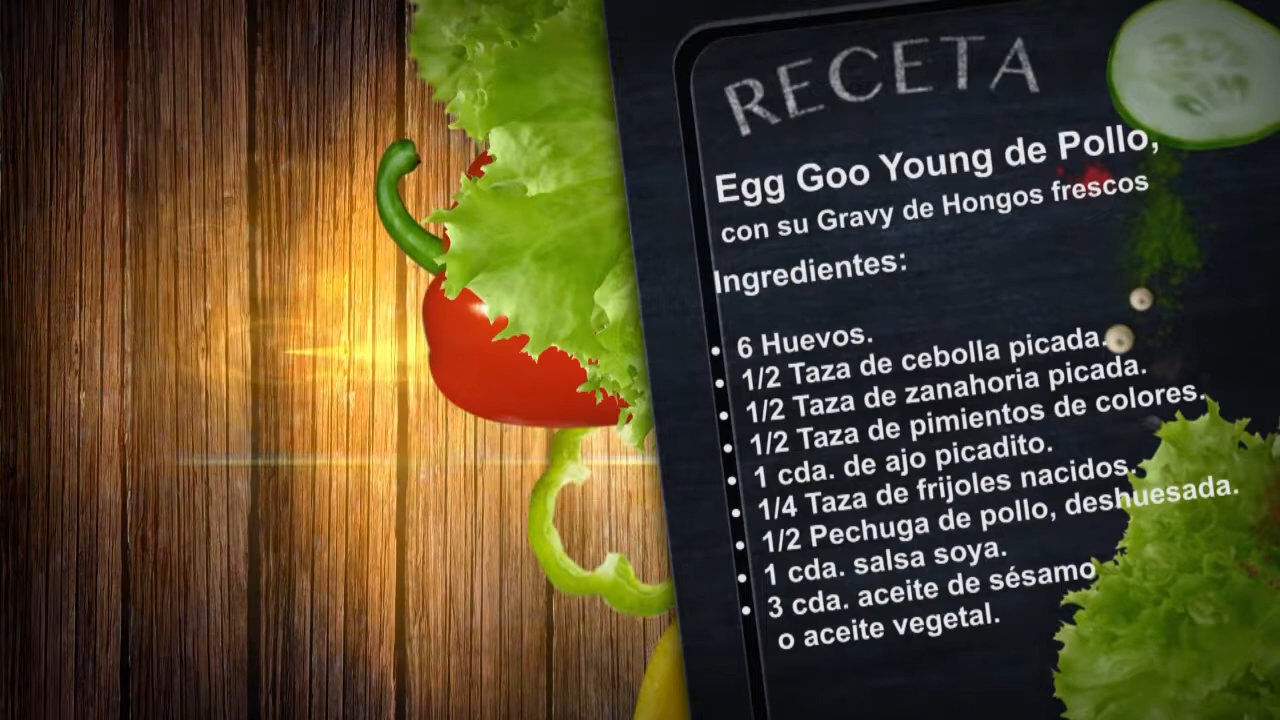 RECETA
Egg Goo Young de Pollo,
con su Gravy de Hongos frescos
Ingredientes:
• 6 Huevos.
• 1/2 Taza de cebolla picada.
• 1/2 Taza de zanahoria picada.
• 1/2 Taza de pimientos de colores.
• 1 cda. de ajo picadito.
• 1/4 Taza de frijoles nacidos.
• 1/2 Pechuga de pollo, deshuesada.
• 1 cda. salsa soya.
• 3 cda. aceite de sésamo
o aceite vegetal.